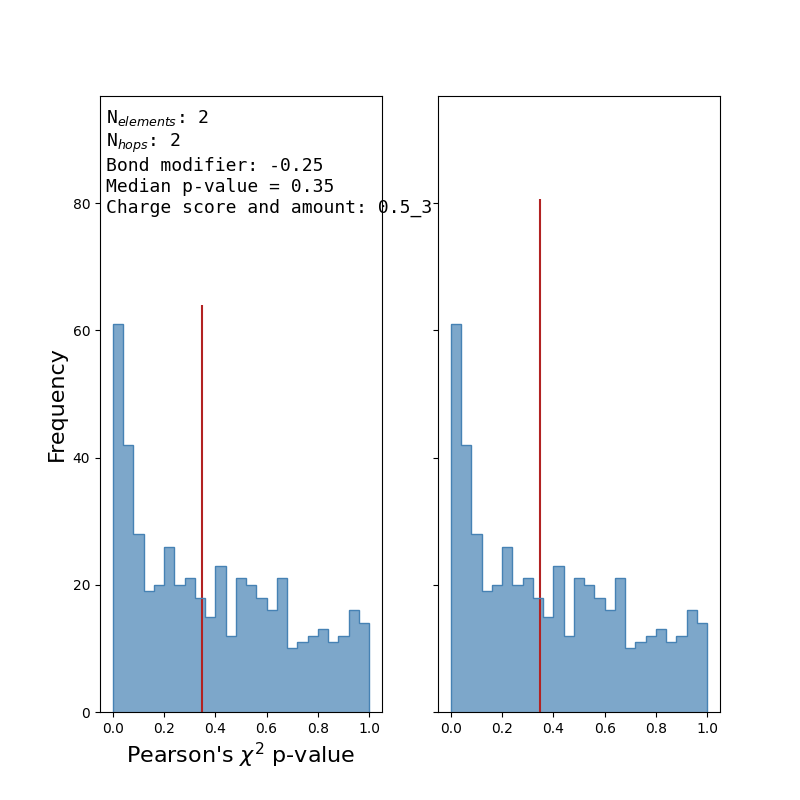 N_elements: 2
N_hops: 2
Bond modifier: -0.25
Median p-value = 0.35
Charge score and amount: 0.5_3
80
60
40
20
0
Frequency
0.0 0.2 0.4 0.6 0.8 1.0
0.0 0.2 0.4 0.6 0.8 1.0
Pearson's χ² p-value